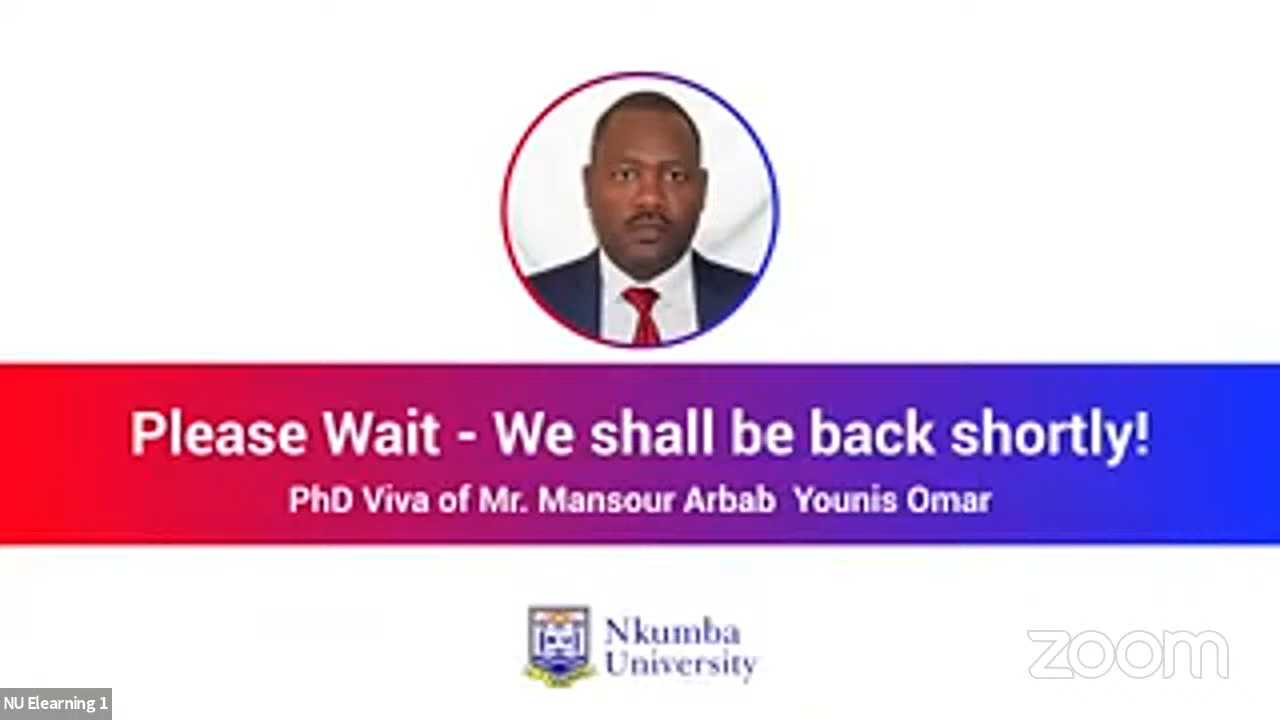 Please Wait - We shall be back shortly!
PhD Viva of Mr. Mansour Arbab Younis Omar
Nkumba
University
zoom
NU Elearning 1